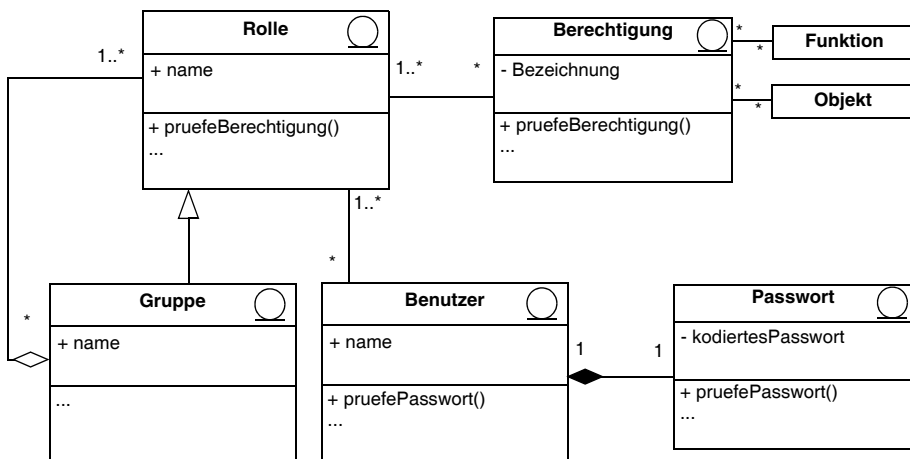 Rolle
+ name
+ pruefeBerechtigung()
...
1..*
1..*
*
Berechtigung
- Bezeichnung
+ pruefeBerechtigung()
...
*
*
Funktion
*
*
Objekt
1..*
*
*
Gruppe
+ name
...
Benutzer
+ name
+ pruefePasswort()
...
1
1
Passwort
- kodiertesPasswort
+ pruefePasswort()
...